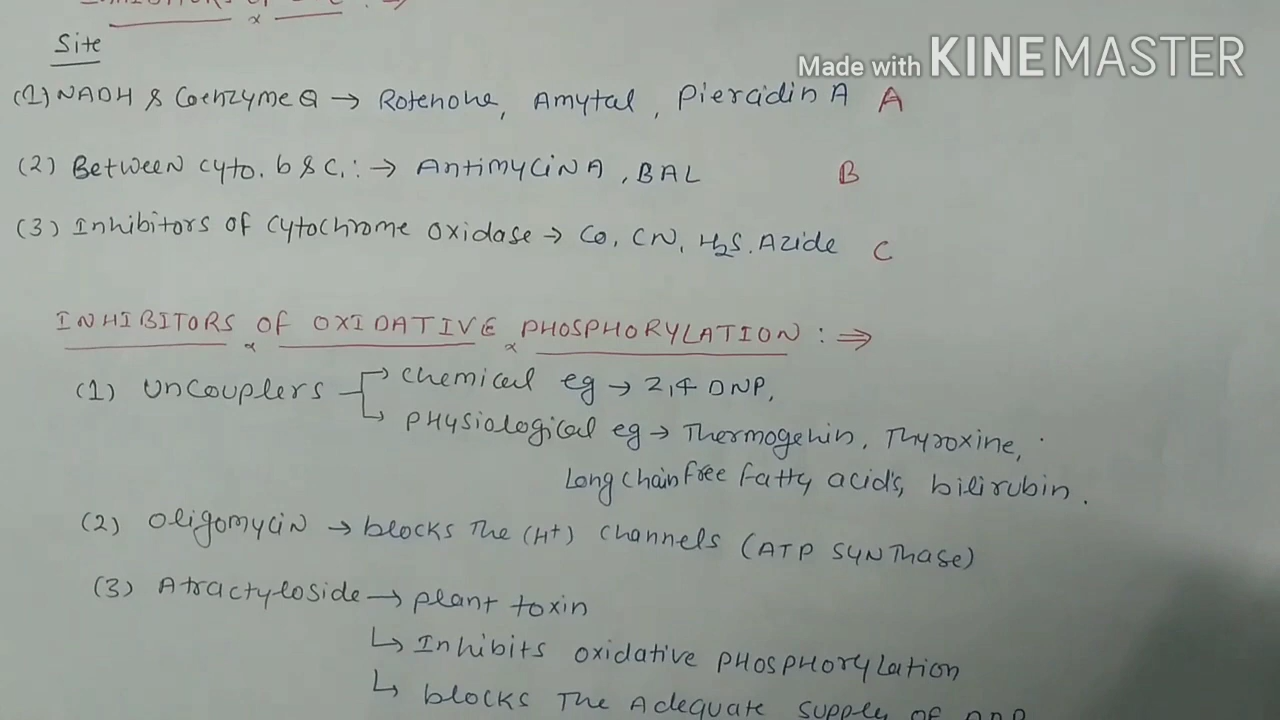 Site
Made with KINEMASTER
(1) NADH & Coenzyme Q → Rotenone, Amytal, Piericidin A A
(2) Between cyto. b & C1 :→ Antimycin A, BAL B
(3) Inhibitors of Cytochrome oxidase → CO, CN, H2S. Azide C
INHIBITORS OF OXIDATIVE PHOSPHORYLATION :⇒
(1) Uncouplers → chemical eg → 2,4 DNP,
↳ PHYsiological eg → Thermogenin, Thyroxine,
Long chain free fatty acid's, bilirubin.
(2) Oligomycin → blocks The (H+) channels (ATP SYNThase)
(3) Atractyloside → plant toxin
↳ Inhibits oxidative PHOSPHOrylation
↳ blocks The Adequate supply of